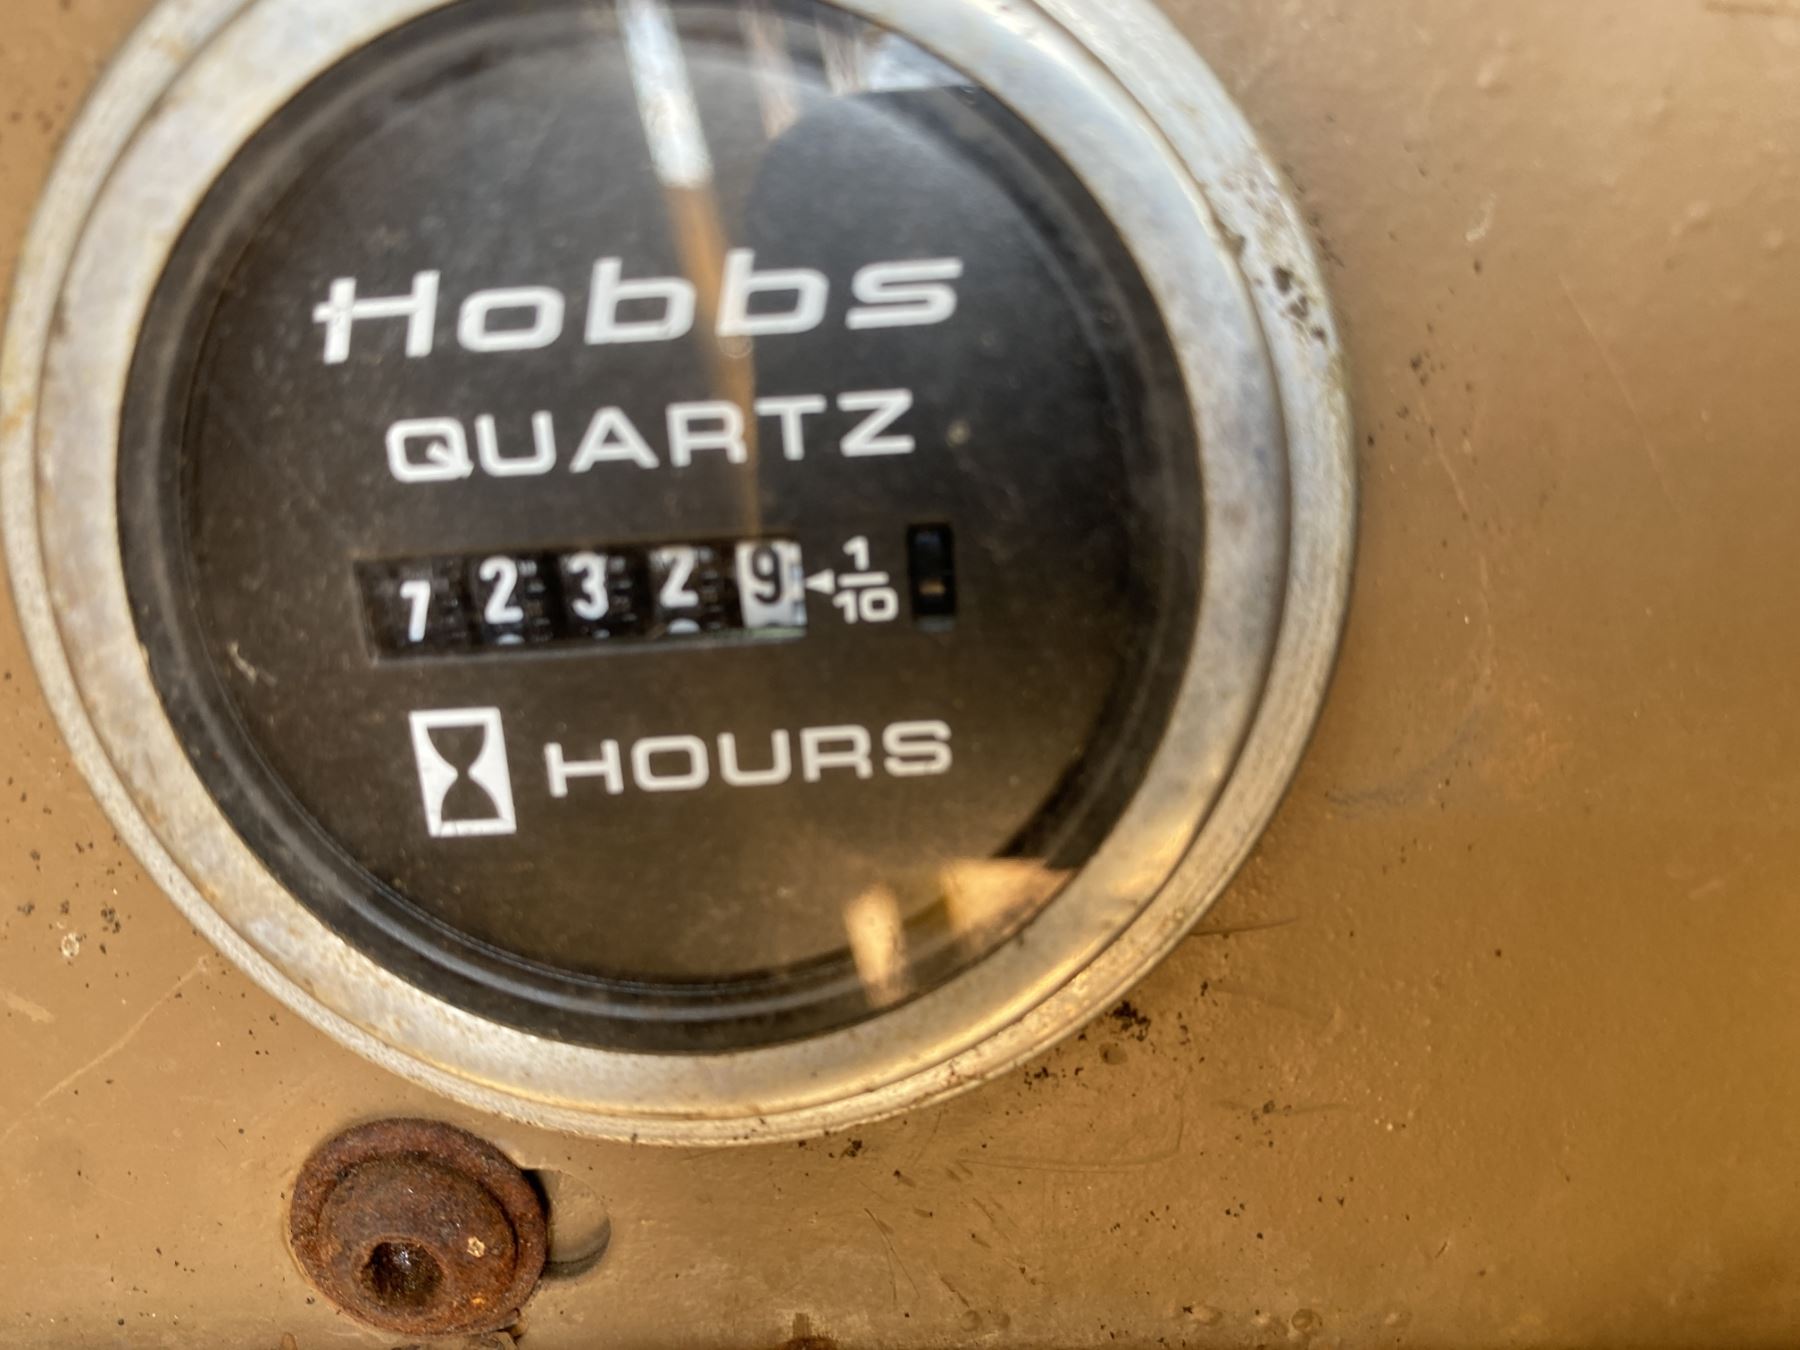 Hobbs
QUARTZ
7 2 3 2 9 ◄ 1/10
HOURS